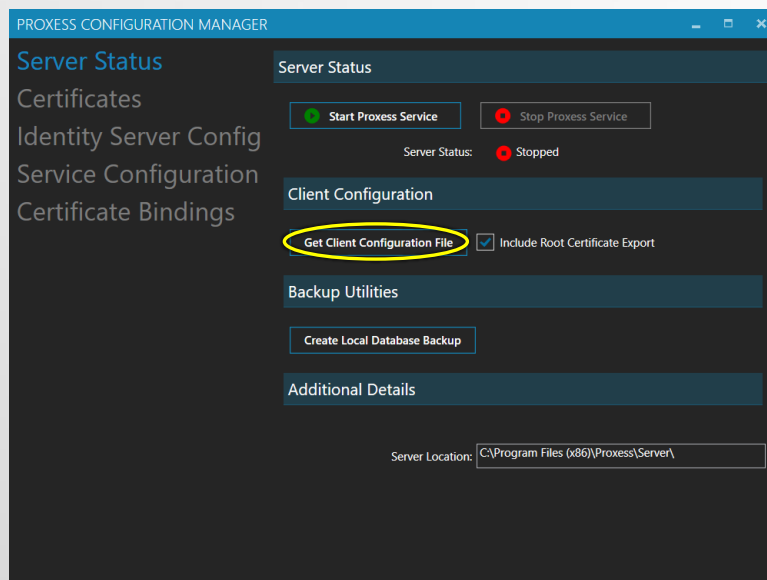 PROXESS CONFIGURATION MANAGER
Server Status
Certificates
Identity Server Config
Service Configuration
Certificate Bindings
Server Status
Start Proxess Service
Stop Proxess Service
Server Status:
Stopped
Client Configuration
Get Client Configuration File
Include Root Certificate Export
Backup Utilities
Create Local Database Backup
Additional Details
Server Location:
C:\Program Files (x86)\Proxess\Server\